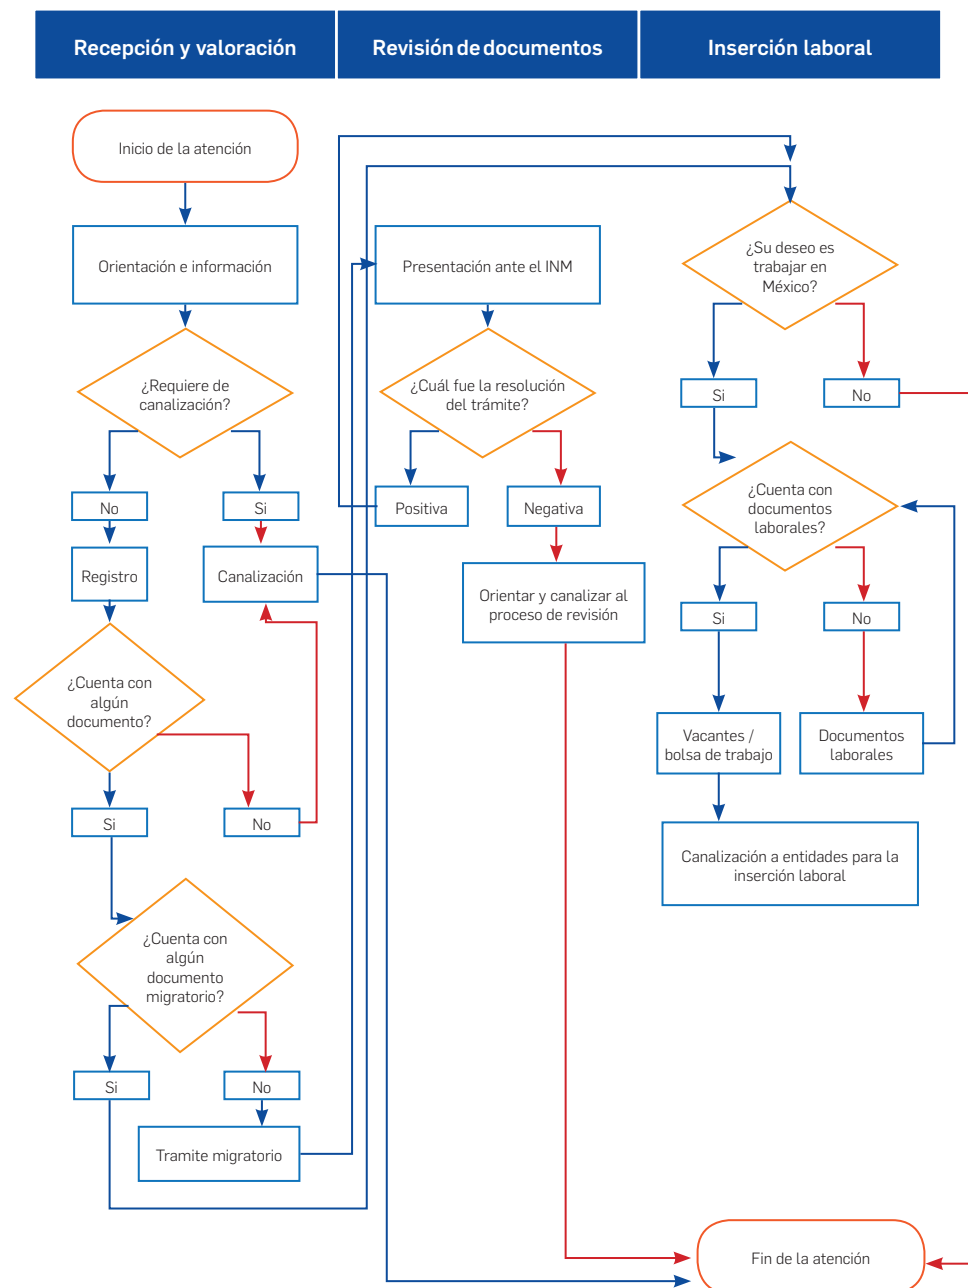 Recepción y valoración
Revisión de documentos
Inserción laboral
Inicio de la atención
Orientación e información
¿Requiere de
canalización?
No
Si
Registro
Canalización
¿Cuenta con
algún
documento?
Si
No
¿Cuenta con
algún
documento
migratorio?
Si
No
Tramite migratorio
Presentación ante el INM
¿Cuál fue la resolución
del trámite?
Positiva
Negativa
Orientar y canalizar al
proceso de revisión
¿Su deseo es
trabajar en
México?
Si
No
¿Cuenta con
documentos
laborales?
Si
No
Vacantes /
bolsa de trabajo
Documentos
laborales
Canalización a entidades para la
inserción laboral
Fin de la atención